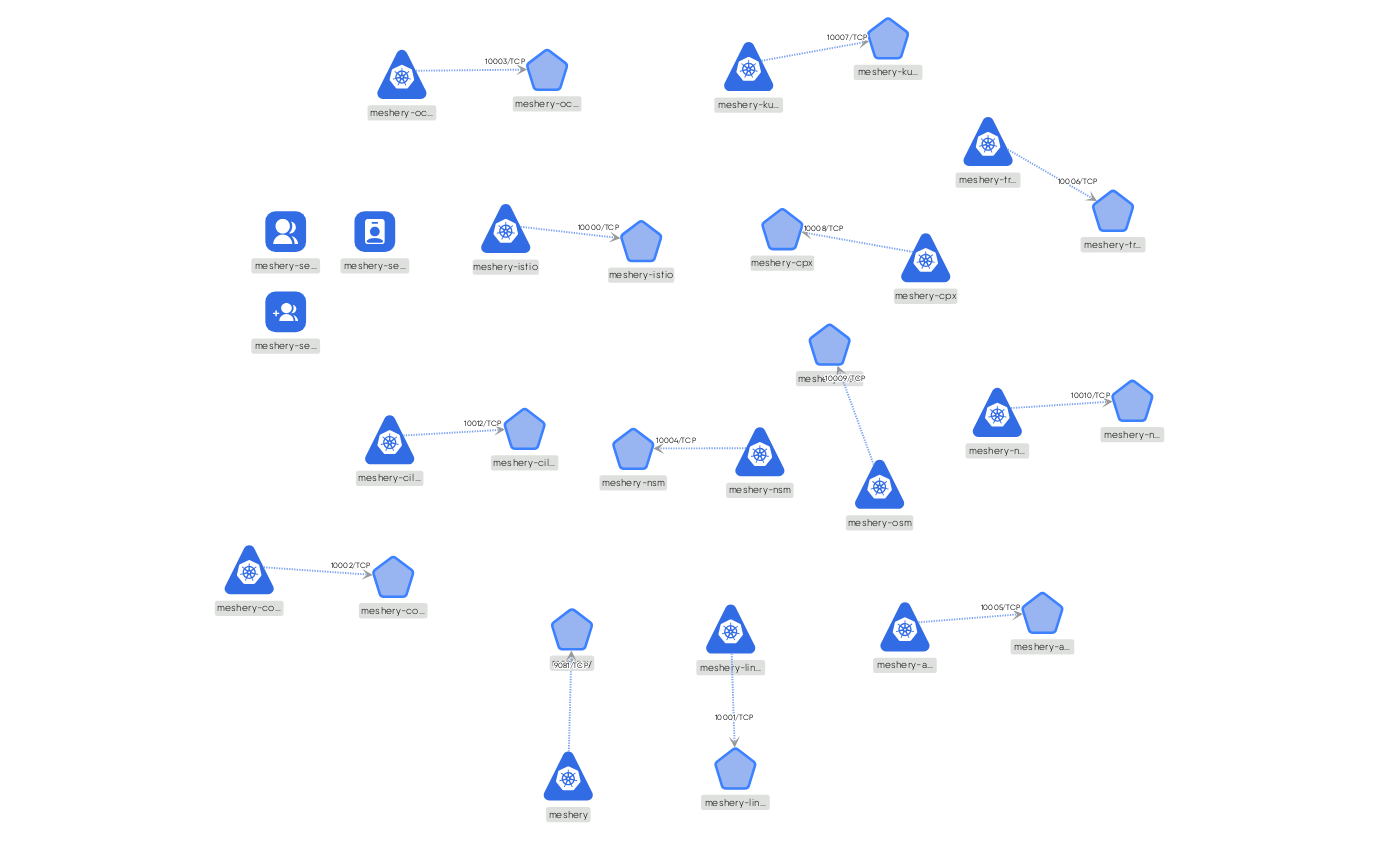 10007/TCP
meshery-ku...
meshery-ku...
10003/TCP
meshery-oc...
meshery-oc...
10006/TCP
meshery-tr...
meshery-tr...
meshery-se...
meshery-se...
meshery-se...
10000/TCP
meshery-istio
meshery-istio
10008/TCP
meshery-cpx
meshery-cpx
10009/TCP
meshery-osm
10010/TCP
meshery-n...
meshery-n...
10012/TCP
meshery-cil...
meshery-cil...
10004/TCP
meshery-nsm
meshery-nsm
10002/TCP
meshery-co...
meshery-co...
9081/TCP
meshery
meshery-lin...
10001/TCP
meshery-lin...
10005/TCP
meshery-a...
meshery-a...